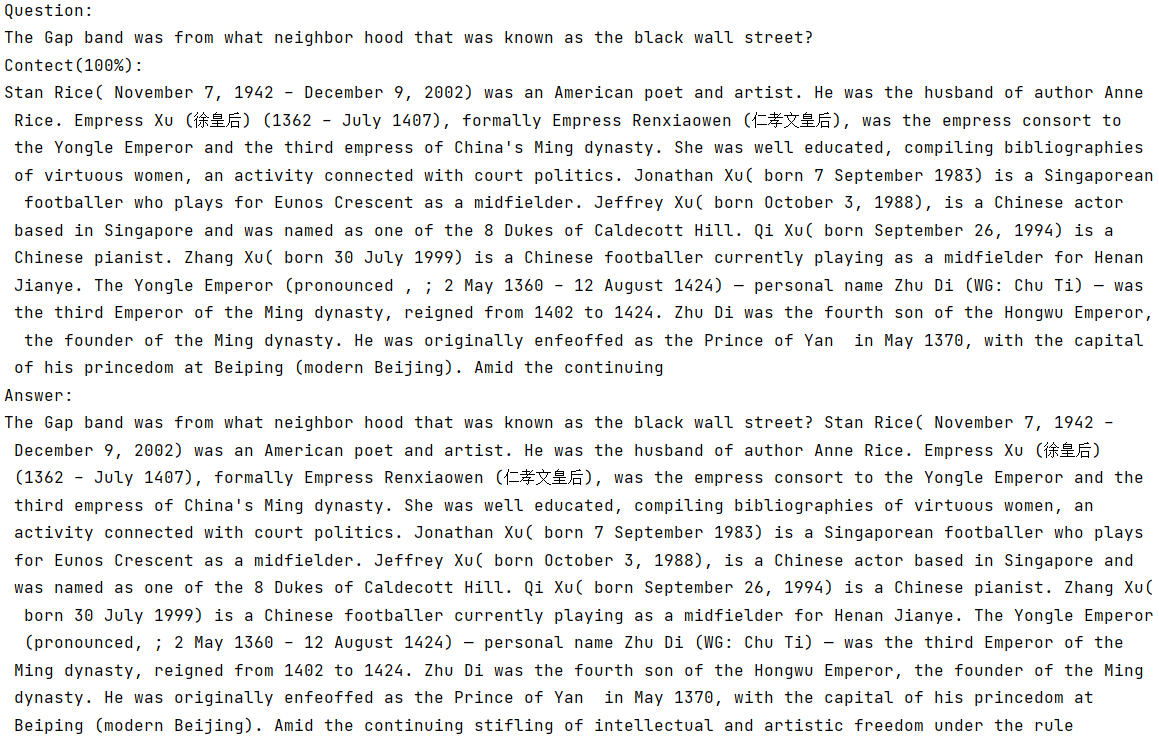 Question:
The Gap band was from what neighbor hood that was known as the black wall street?
Contect(100%):
Stan Rice( November 7, 1942 – December 9, 2002) was an American poet and artist. He was the husband of author Anne
Rice. Empress Xu (徐皇后) (1362 – July 1407), formally Empress Renxiaowen (仁孝文皇后), was the empress consort to
the Yongle Emperor and the third empress of China's Ming dynasty. She was well educated, compiling bibliographies
of virtuous women, an activity connected with court politics. Jonathan Xu( born 7 September 1983) is a Singaporean
footballer who plays for Eunos Crescent as a midfielder. Jeffrey Xu( born October 3, 1988), is a Chinese actor
based in Singapore and was named as one of the 8 Dukes of Caldecott Hill. Qi Xu( born September 26, 1994) is a
Chinese pianist. Zhang Xu( born 30 July 1999) is a Chinese footballer currently playing as a midfielder for Henan
Jianye. The Yongle Emperor (pronounced , ; 2 May 1360 – 12 August 1424) — personal name Zhu Di (WG: Chu Ti) — was
the third Emperor of the Ming dynasty, reigned from 1402 to 1424. Zhu Di was the fourth son of the Hongwu Emperor,
the founder of the Ming dynasty. He was originally enfeoffed as the Prince of Yan  in May 1370, with the capital
of his princedom at Beiping (modern Beijing). Amid the continuing
Answer:
The Gap band was from what neighbor hood that was known as the black wall street? Stan Rice( November 7, 1942 –
December 9, 2002) was an American poet and artist. He was the husband of author Anne Rice. Empress Xu (徐皇后)
(1362 – July 1407), formally Empress Renxiaowen (仁孝文皇后), was the empress consort to the Yongle Emperor and the
third empress of China's Ming dynasty. She was well educated, compiling bibliographies of virtuous women, an
activity connected with court politics. Jonathan Xu( born 7 September 1983) is a Singaporean footballer who plays
for Eunos Crescent as a midfielder. Jeffrey Xu( born October 3, 1988), is a Chinese actor based in Singapore and
was named as one of the 8 Dukes of Caldecott Hill. Qi Xu( born September 26, 1994) is a Chinese pianist. Zhang Xu(
born 30 July 1999) is a Chinese footballer currently playing as a midfielder for Henan Jianye. The Yongle Emperor
(pronounced, ; 2 May 1360 – 12 August 1424) — personal name Zhu Di (WG: Chu Ti) — was the third Emperor of the
Ming dynasty, reigned from 1402 to 1424. Zhu Di was the fourth son of the Hongwu Emperor, the founder of the Ming
dynasty. He was originally enfeoffed as the Prince of Yan  in May 1370, with the capital of his princedom at
Beiping (modern Beijing). Amid the continuing stifling of intellectual and artistic freedom under the rule